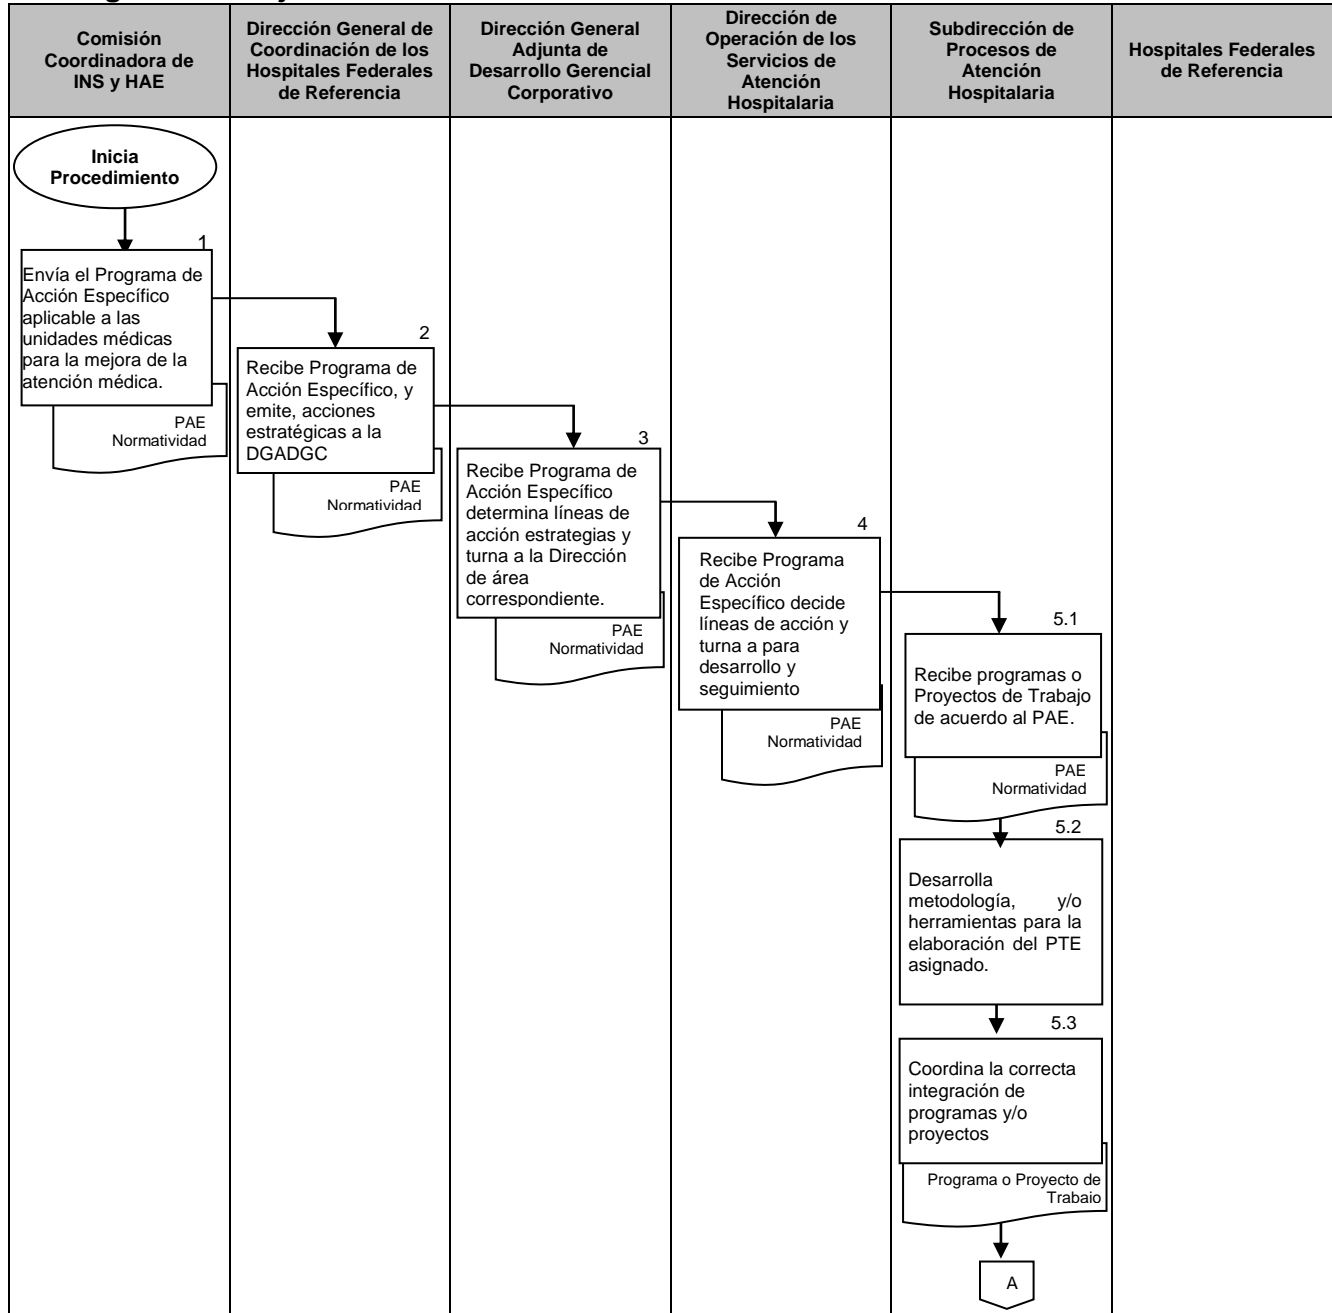 Comisión
Coordinadora de
INS y HAE
Dirección General de
Coordinación de los
Hospitales Federales
de Referencia
Dirección General
Adjunta de
Desarrollo Gerencial
Corporativo
Dirección de
Operación de los
Servicios de
Atención
Hospitalaria
Subdirección de
Procesos de
Atención
Hospitalaria
Hospitales Federales
de Referencia
Inicia
Procedimiento
1
Envía el Programa de
Acción Específico
aplicable a las
unidades médicas
para la mejora de la
atención médica.
PAE
Normatividad
2
Recibe Programa de
Acción Específico, y
emite, acciones
estratégicas a la
DGADGC
PAE
Normatividad
3
Recibe Programa de
Acción Específico
determina líneas de
acción estrategias y
turna a la Dirección
de área
correspondiente.
PAE
Normatividad
4
Recibe Programa
de Acción
Específico decide
líneas de acción y
turna a para
desarrollo y
seguimiento
PAE
Normatividad
5.1
Recibe programas o
Proyectos de Trabajo
de acuerdo al PAE.
PAE
Normatividad
5.2
Desarrolla
metodología, y/o
herramientas para la
elaboración del PTE
asignado.
5.3
Coordina la correcta
integración de
programas y/o
proyectos
Programa o Proyecto de
Trabajo
A